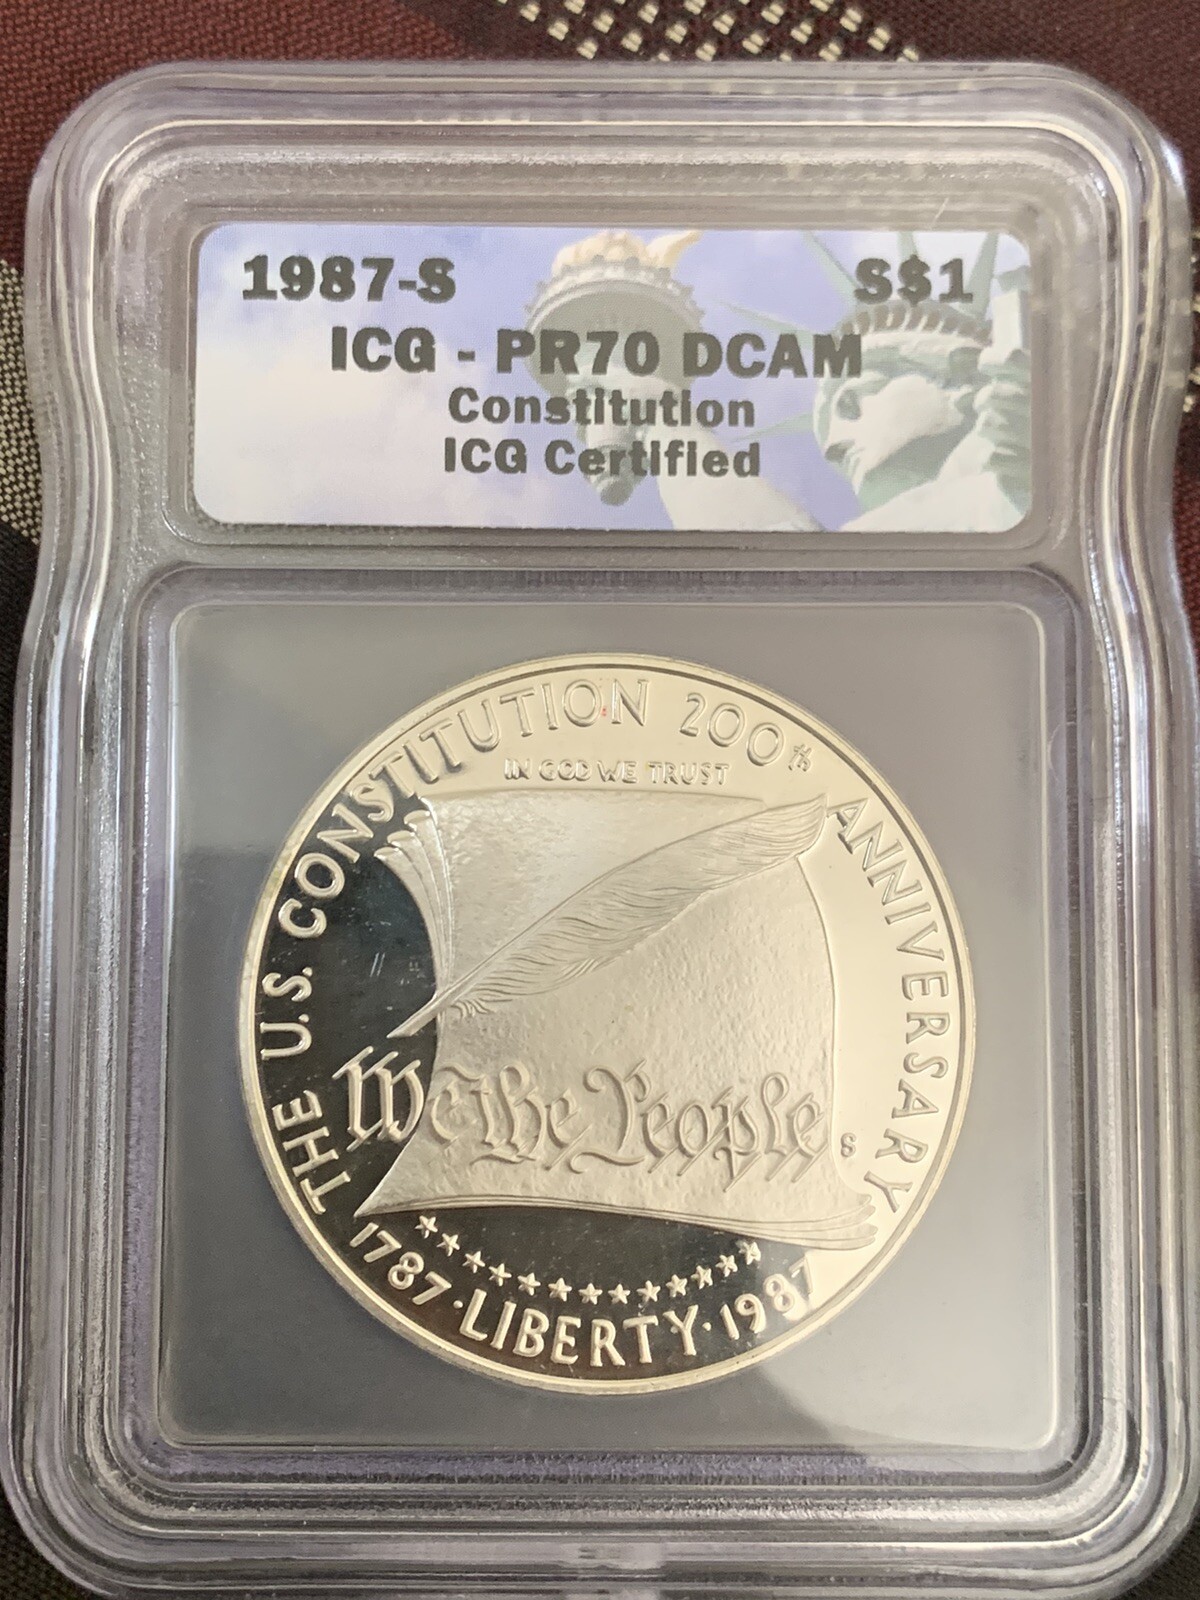 1987-S S$1
ICG - PR70 DCAM
Constitution
ICG Certified
THE U.S. CONSTITUTION 200th ANNIVERSARY
IN GOD WE TRUST
We the People
S
1787·LIBERTY·1987